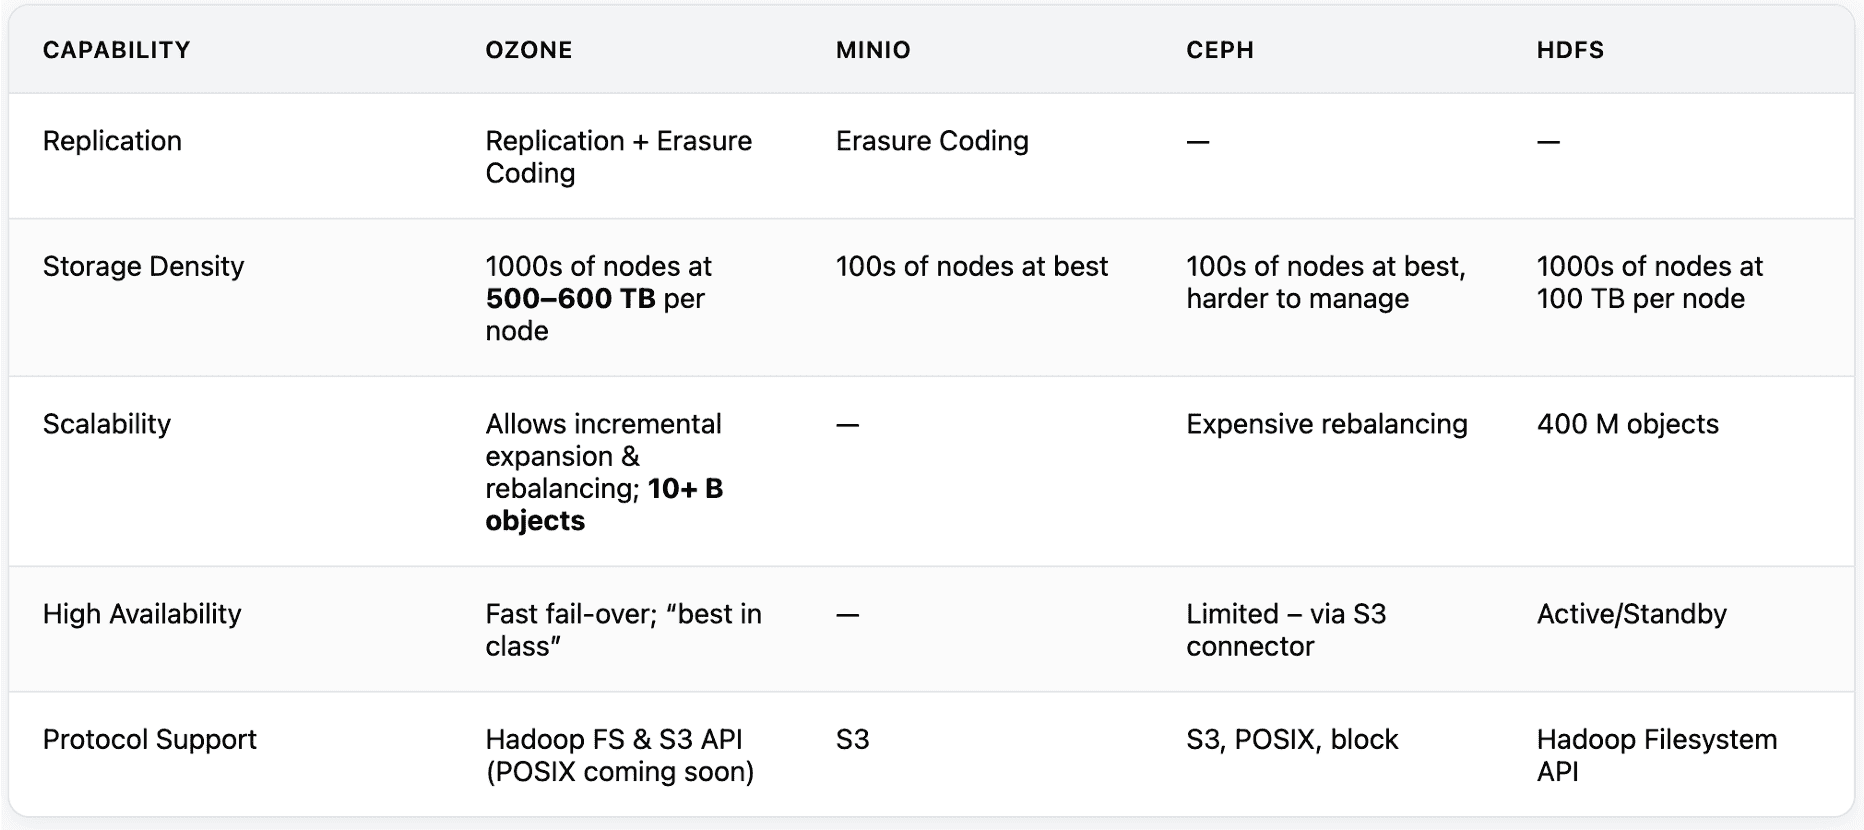 CAPABILITY OZONE MINIO CEPH HDFS
Replication Replication + Erasure Erasure Coding — —
Coding
Storage Density 1000s of nodes at 100s of nodes at best 100s of nodes at best, 1000s of nodes at
500–600 TB per harder to manage 100 TB per node
node
Scalability Allows incremental — Expensive rebalancing 400 M objects
expansion &
rebalancing; 10+ B
objects
High Availability Fast fail-over; “best in — Limited – via S3 Active/Standby
class” connector
Protocol Support Hadoop FS & S3 API S3 S3, POSIX, block Hadoop Filesystem
(POSIX coming soon) API